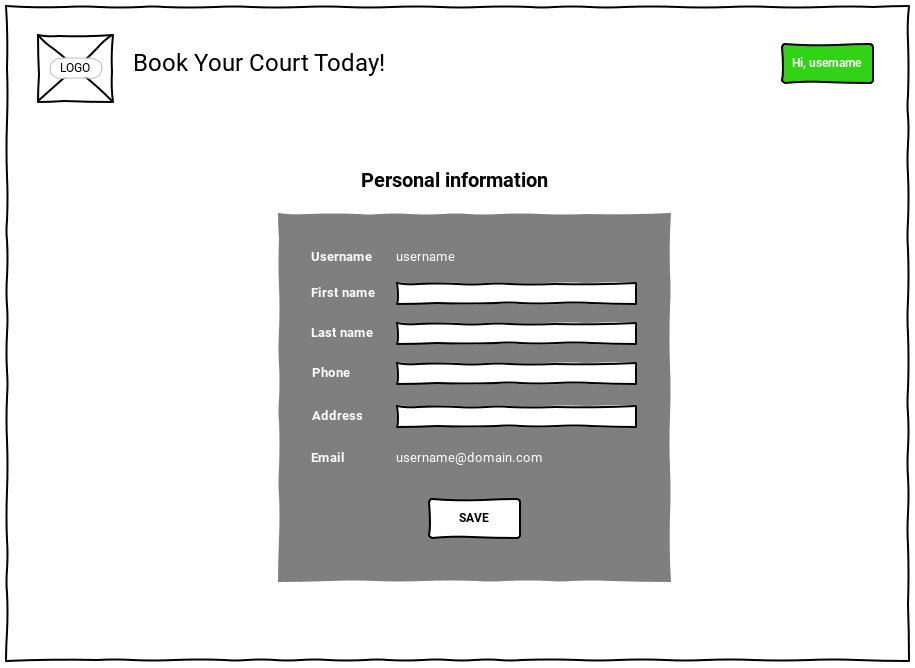 LOGO
Book Your Court Today!
Hi, username
Personal information
Username username
First name
Last name
Phone
Address
Email username@domain.com
SAVE